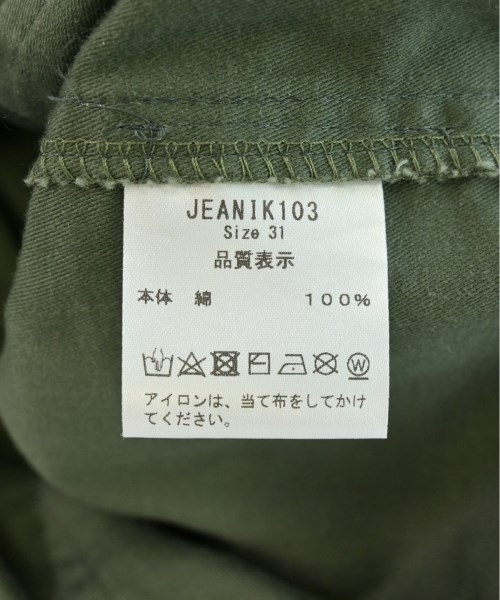 JEANIK103
Size 31
品質表示
本体 綿 100%
W
アイロンは、当て布をしてかけ
てください。